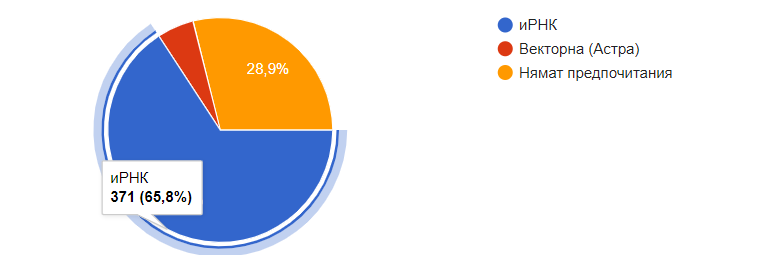 28,9%
иРНК
371 (65,8%)
иРНК
Векторна (Астра)
Нямат предпочитания